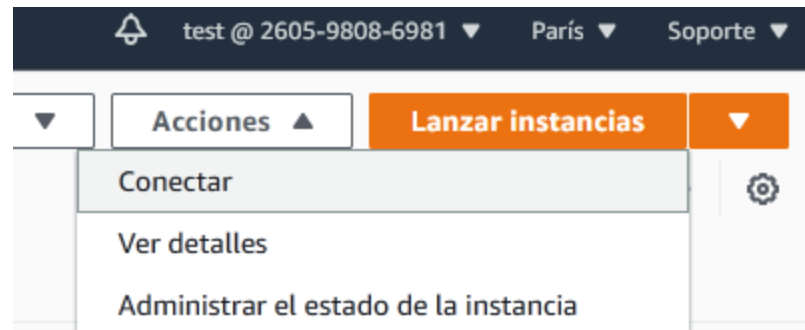 test @ 2605-9808-6981 París Soporte
Acciones Lanzar instancias
Conectar
Ver detalles
Administrar el estado de la instancia